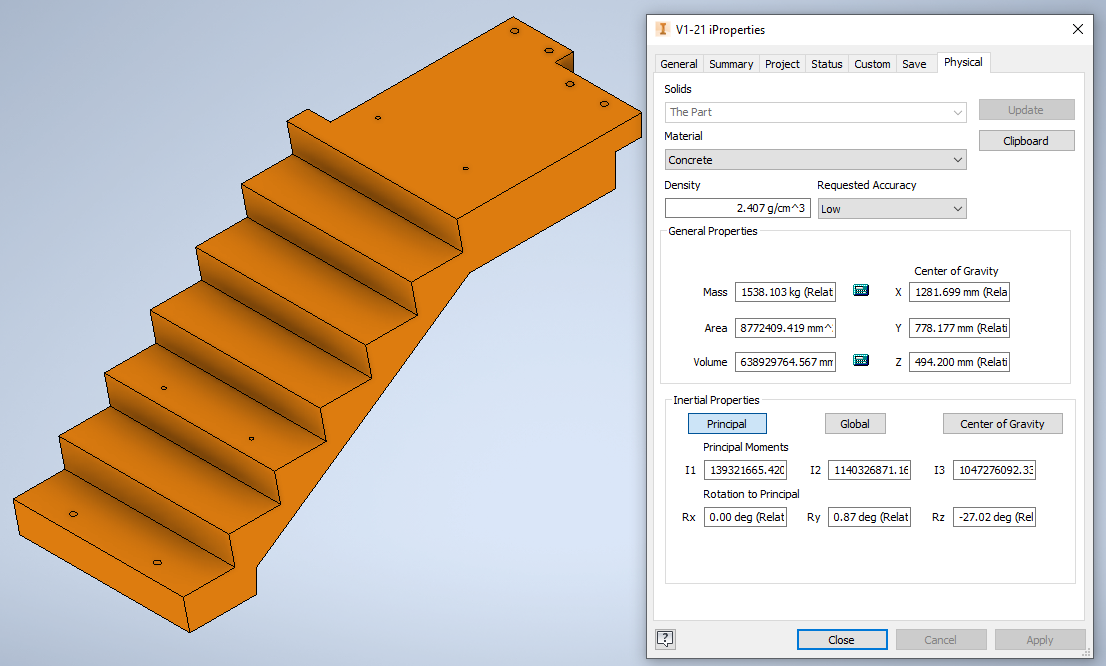 V1-21 iProperties
General Summary Project Status Custom Save Physical
Solids
The Part
Update
Material
Clipboard
Concrete
Density Requested Accuracy
2.407 g/cm^3 Low
General Properties
Center of Gravity
Mass 1538.103 kg (Relat X 1281.699 mm (Rela
Area 8772409.419 mm^ Y 778.177 mm (Relati
Volume 638929764.567 mm Z 494.200 mm (Relati
Inertial Properties
Principal Global Center of Gravity
Principal Moments
I1 139321665.420 I2 1140326871.16 I3 1047276092.33
Rotation to Principal
Rx 0.00 deg (Relat Ry 0.87 deg (Relat Rz -27.02 deg (Rel
Close Cancel Apply